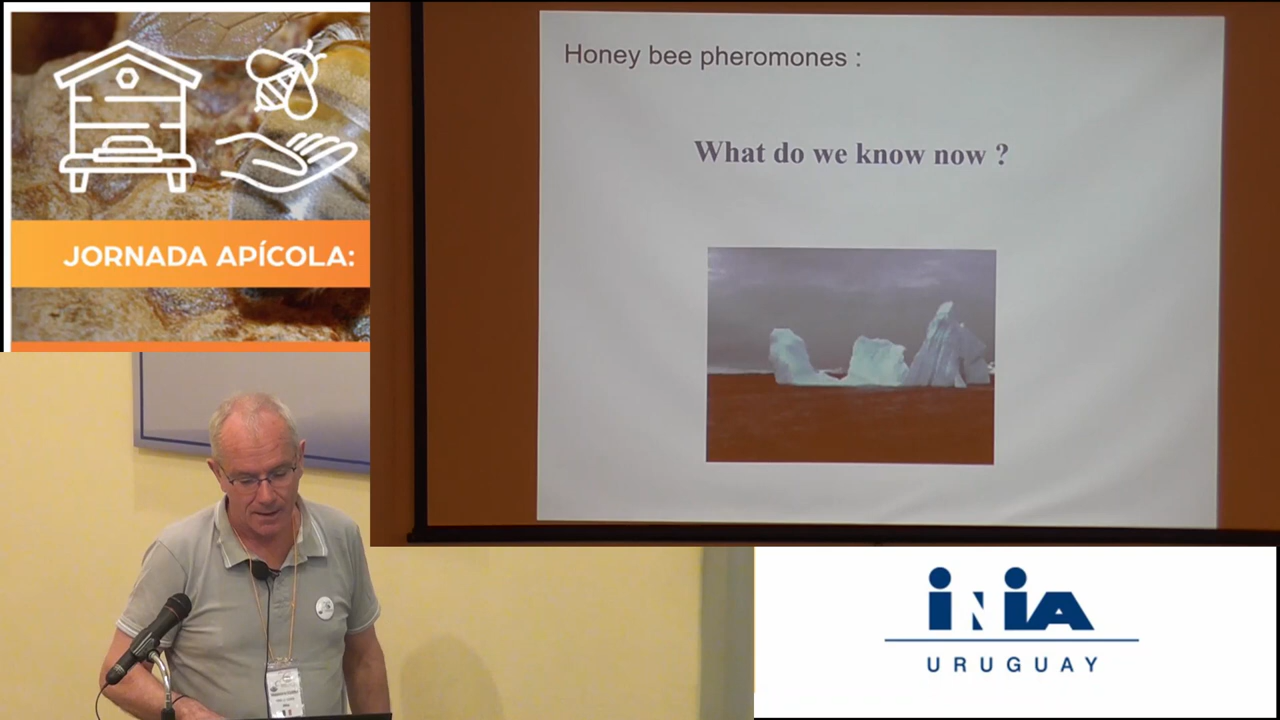 JORNADA APÍCOLA:
Honey bee pheromones :
What do we know now ?
INIA
URUGUAY